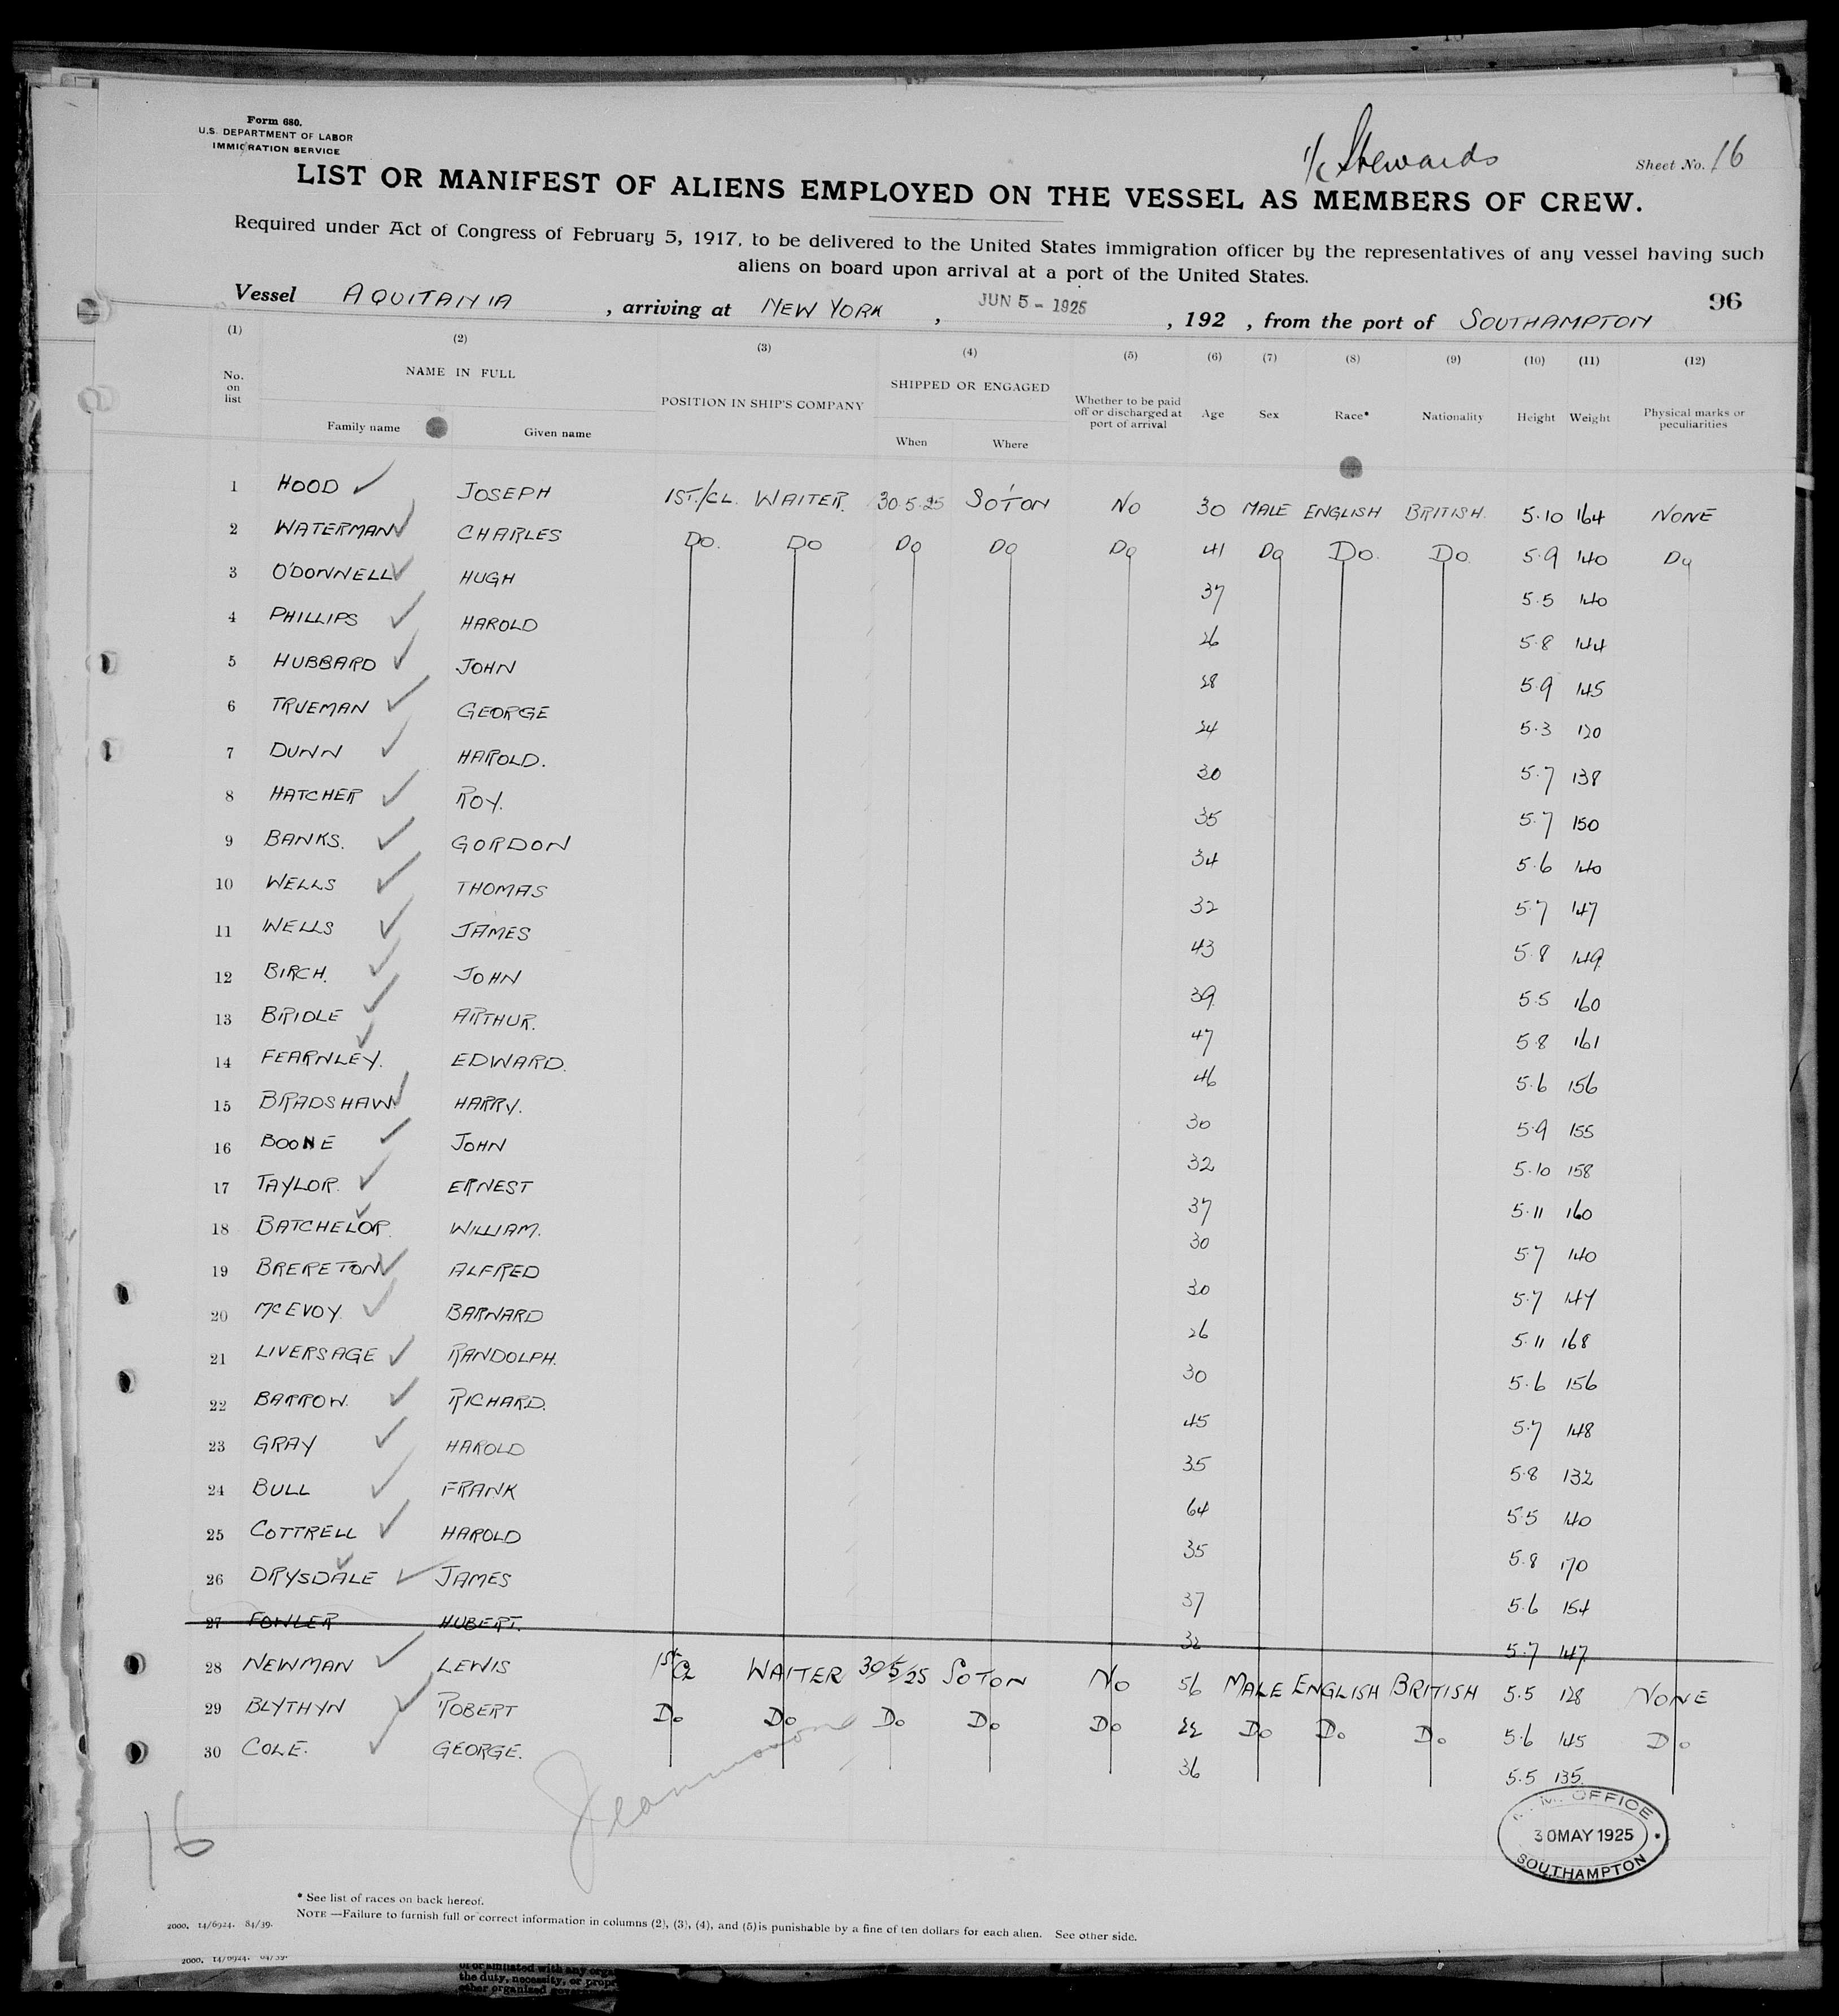 Form 680.
U.S. DEPARTMENT OF LABOR
IMMIGRATION SERVICE
1/c Stewards
Sheet No. 16
LIST OR MANIFEST OF ALIENS EMPLOYED ON THE VESSEL AS MEMBERS OF CREW.
Required under Act of Congress of February 5, 1917, to be delivered to the United States immigration officer by the representatives of any vessel having such
aliens on board upon arrival at a port of the United States.
96
Vessel AQUITANIA, arriving at NEW YORK, JUN 5 - 1925, 192 , from the port of SOUTHAMPTON
(1) (2) (3) (4) (5) (6) (7) (8) (9) (10) (11) (12)
No. on list NAME IN FULL Family name Given name POSITION IN SHIP'S COMPANY SHIPPED OR ENGAGED When Where Whether to be paid off or discharged at port of arrival Age Sex Race* Nationality Height Weight Physical marks or peculiarities
1 HOOD JOSEPH 1ST./CL. WAITER. 30.5.25 SO'TON NO 30 MALE ENGLISH BRITISH. 5.10 164 NONE
2 WATERMAN CHARLES DO. DO DO DO DO 41 DO DO. DO. 5.9 140 DO
3 O'DONNELL HUGH 37 5.5 140
4 PHILLIPS HAROLD 26 5.8 144
5 HUBBARD JOHN 28 5.9 145
6 TRUEMAN GEORGE 24 5.3 120
7 DUNN HAROLD. 30 5.7 138
8 HATCHER ROY. 35 5.7 150
9 BANKS. GORDON 34 5.6 140
10 WELLS THOMAS 32 5.7 147
11 WELLS JAMES 43 5.8 149
12 BIRCH. JOHN 39 5.5 160
13 BRIDLE ARTHUR. 47 5.8 161
14 FEARNLEY. EDWARD. 46 5.6 156
15 BRADSHAW HARRY. 30 5.9 155
16 BOONE JOHN 32 5.10 158
17 TAYLOR. ERNEST 37 5.11 160
18 BATCHELOR. WILLIAM. 30 5.7 140
19 BRERETON ALFRED 30 5.7 147
20 McEVOY. BARNARD 26 5.11 168
21 LIVERSAGE RANDOLPH. 30 5.6 156
22 BARROW. RICHARD. 45 5.7 148
23 GRAY HAROLD 35 5.8 132
24 BULL FRANK 64 5.5 140
25 COTTRELL HAROLD 35 5.8 170
26 DRYSDALE JAMES 37 5.6 154
27 FOWLER HUBERT. 32 5.7 147
28 NEWMAN LEWIS 1st CL WAITER 30/5/25 SOTON NO 56 MALE ENGLISH BRITISH 5.5 128 NONE
29 BLYTHYN ROBERT Do Do Do Do Do 22 Do Do. Do. 5.6 145 Do
30 COLE. GEORGE. 36 5.5 135.
16
OFFICE
30MAY 1925
SOUTHAMPTON
* See list of races on back hereof.
NOTE —Failure to furnish full or correct information in columns (2), (3), (4), and (5) is punishable by a fine of ten dollars for each alien. See other side.
2000. 14/6924. 84/39.
2000. 14/6924.
the duty, necessity, or
other organized